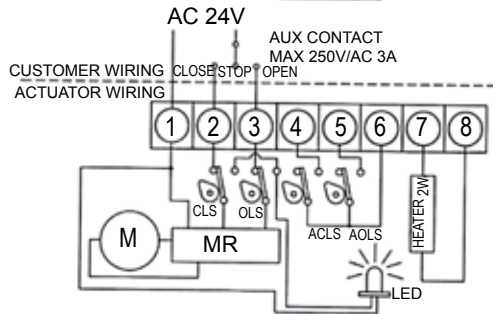 AC 24V
AUX CONTACT
MAX 250V/AC 3A
CUSTOMER WIRING CLOSE STOP OPEN
ACTUATOR WIRING
1 2 3 4 5 6 7 8
CLS OLS ACLS AOLS
HEATER 2W
M MR
LED